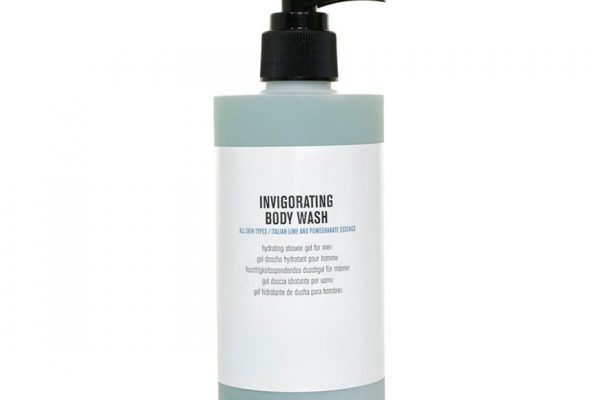 INVIGORATING
BODY WASH
ALL SKIN TYPES / ITALIAN LIME AND POMEGRANATE ESSENCE
hydrating shower gel for men
gel douche hydratant pour homme
feuchtigkeitsspendendes duschgel für männer
gel doccia idratante per uomo
gel hidratante de ducha para hombres